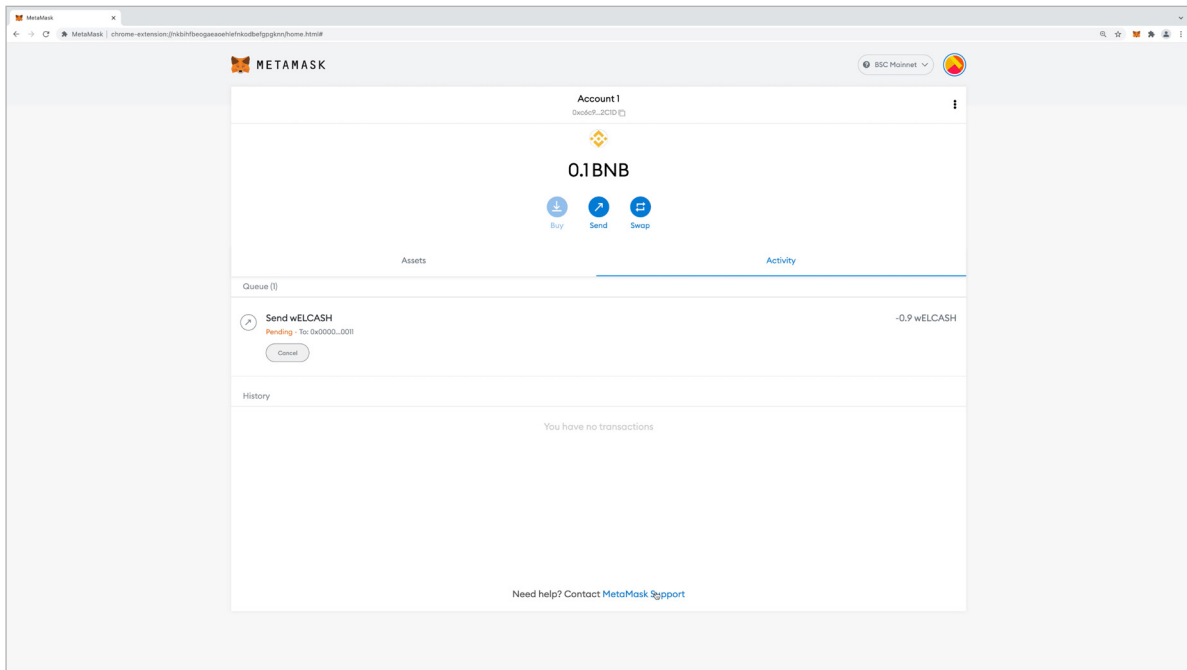 MetaMask
MetaMask | chrome-extension://nkbihfbeogaeaoehlefnkodbefgpgknn/home.html#
METAMASK
BSC Mainnet
Account 1
0xc6c9...2C1D
0.1 BNB
Buy
Send
Swap
Assets
Activity
Queue (1)
Send wELCASH
-0.9 wELCASH
Pending - To: 0x0000...0011
Cancel
History
You have no transactions
Need help? Contact MetaMask Support